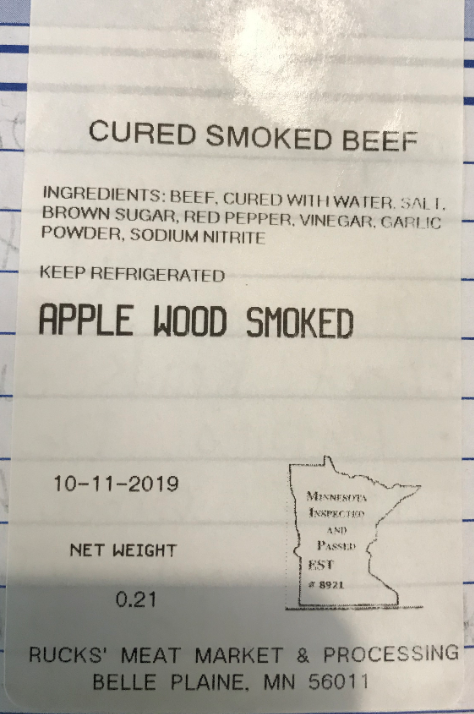 CURED SMOKED BEEF
INGREDIENTS: BEEF, CURED WITH WATER, SALT,
BROWN SUGAR, RED PEPPER, VINEGAR, GARLIC
POWDER, SODIUM NITRITE
KEEP REFRIGERATED
APPLE WOOD SMOKED
10-11-2019
NET WEIGHT
0.21
MINNESOTA
INSPECTED
AND
PASSED
EST
# 8921
RUCKS' MEAT MARKET & PROCESSING
BELLE PLAINE, MN 56011